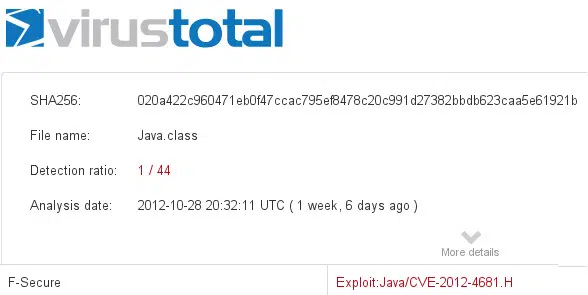 virustotal
SHA256: 020a422c960471eb0f47ccac795ef8478c20c991d27382bbdb623caa5e61921b
File name: Java.class
Detection ratio: 1 / 44
Analysis date: 2012-10-28 20:32:11 UTC ( 1 week, 6 days ago )
More details
F-Secure Exploit:Java/CVE-2012-4681.H